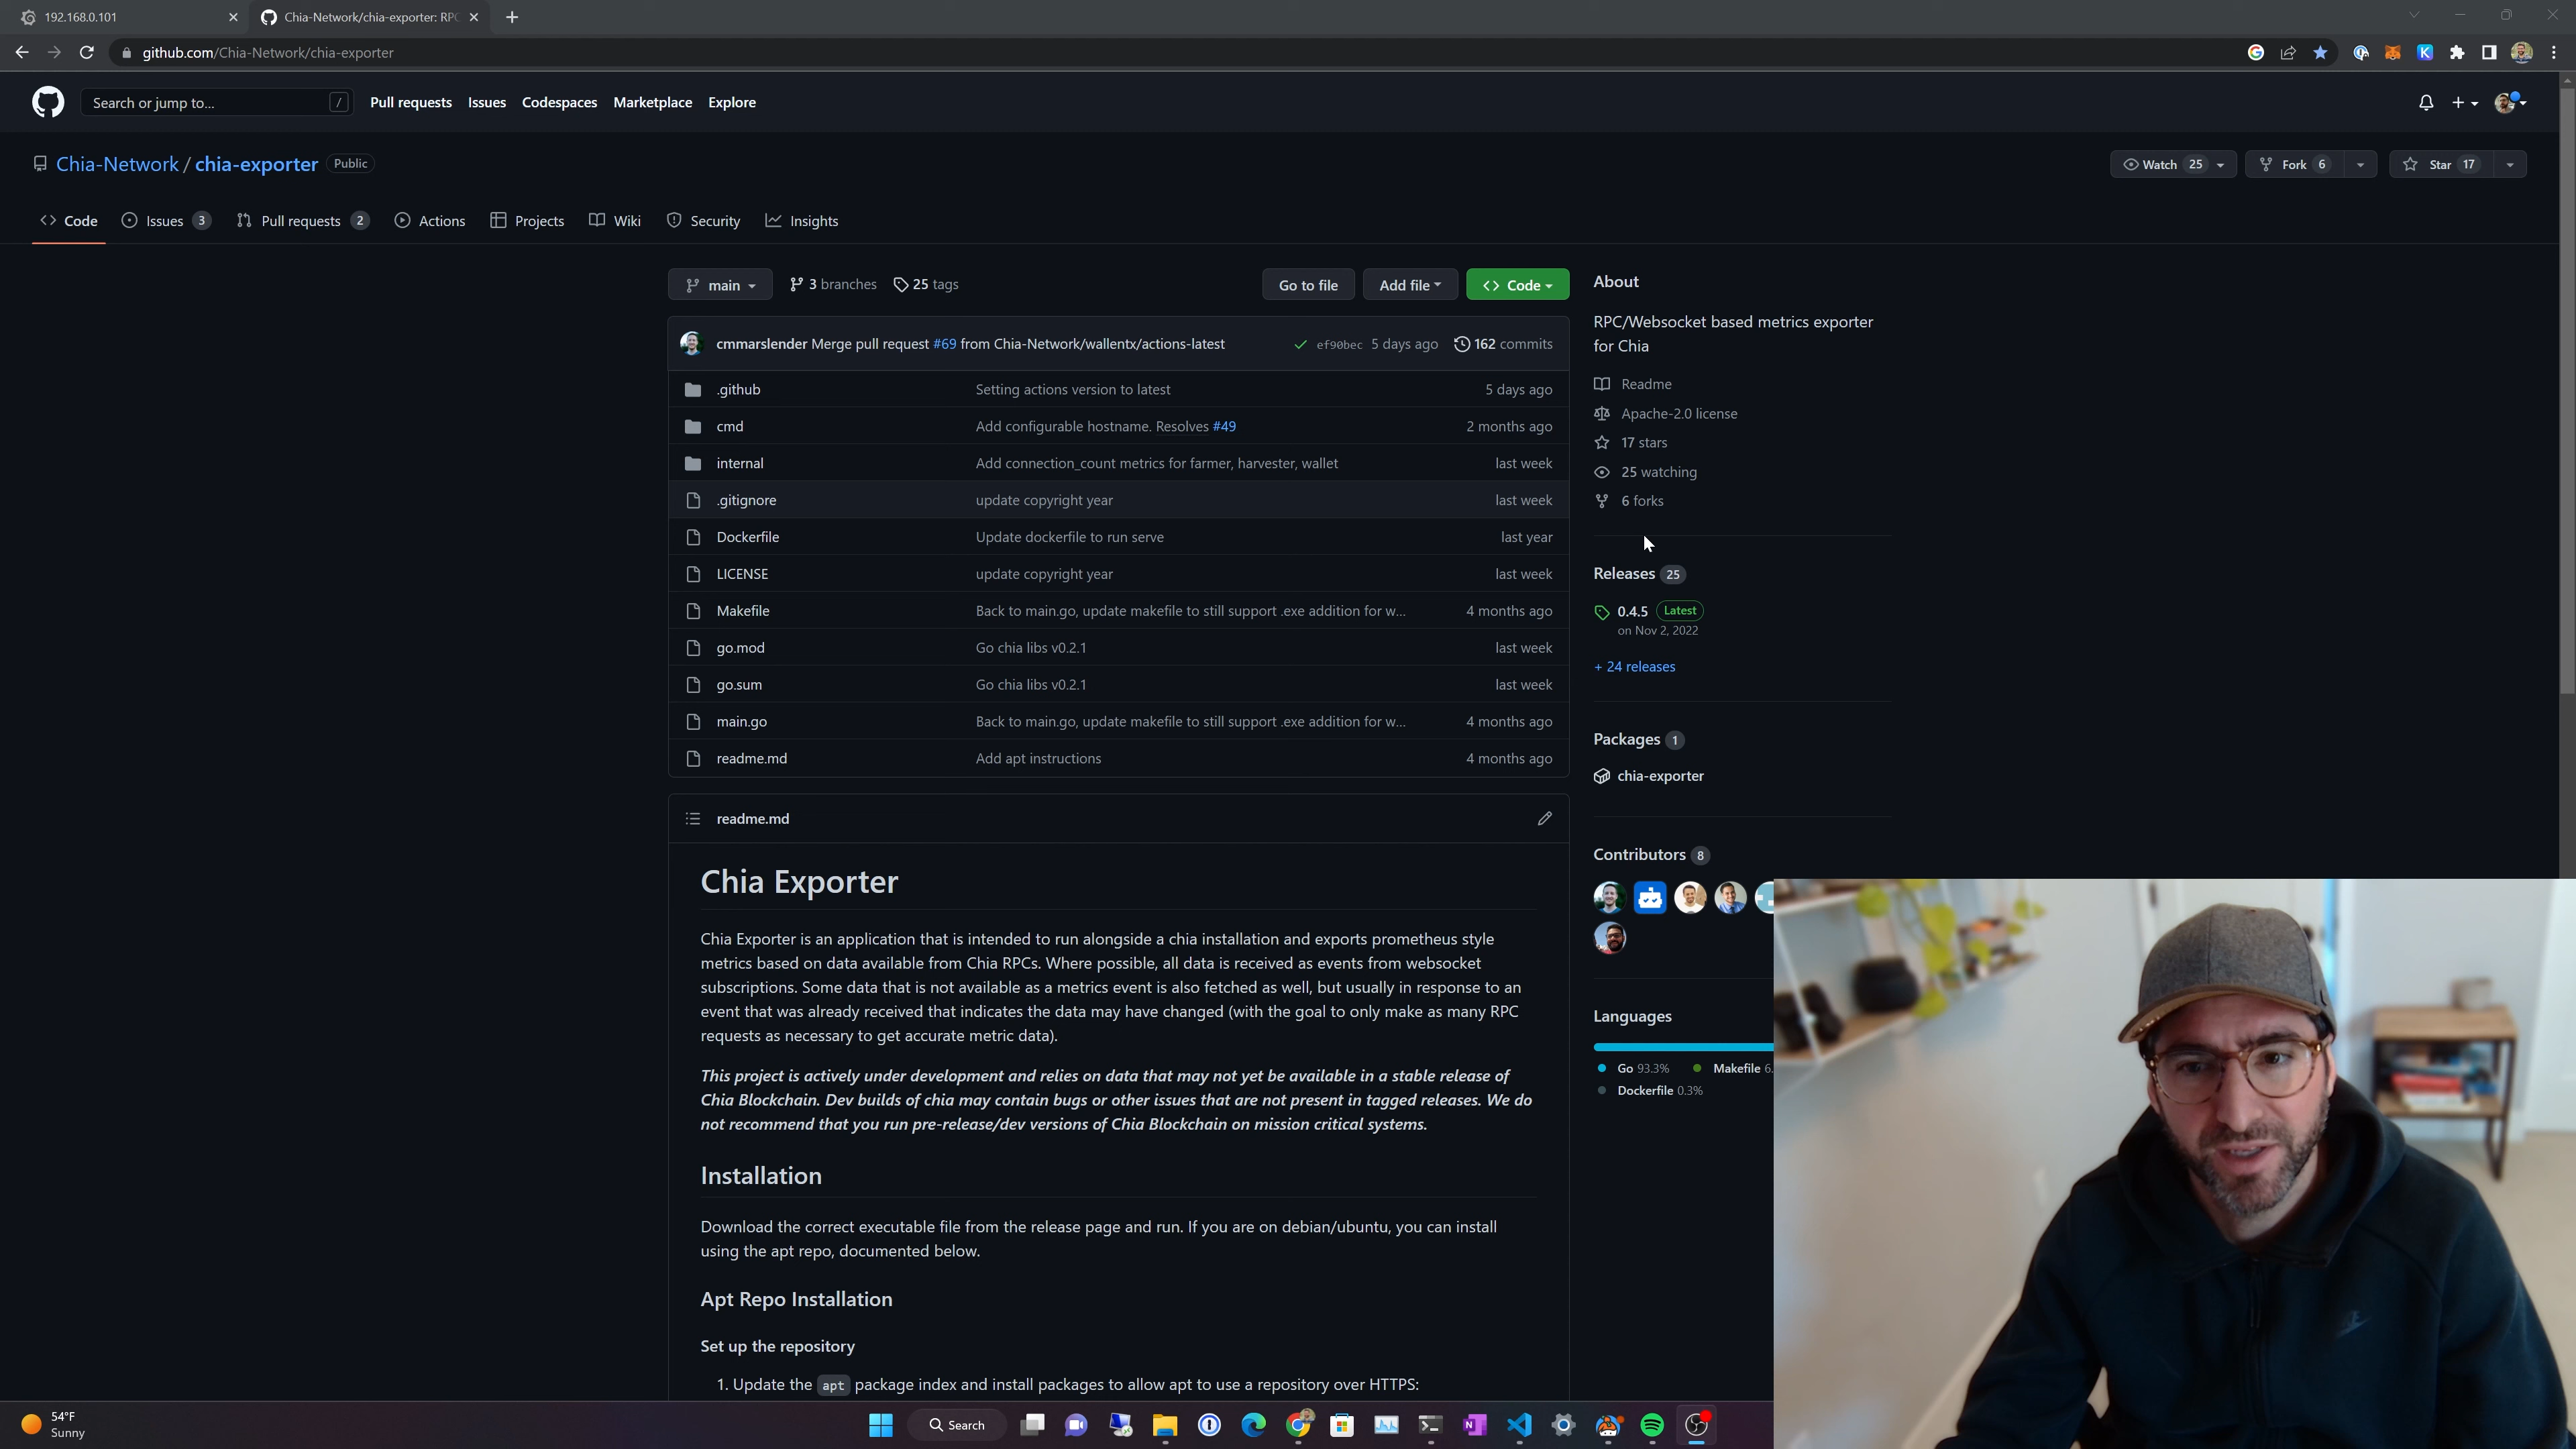 192.168.0.101
Chia-Network/chia-exporter: RPC
github.com/Chia-Network/chia-exporter
Search or jump to...
/
Pull requests
Issues
Codespaces
Marketplace
Explore
Chia-Network / chia-exporter
Public
Watch 25
Fork 6
Star 17
Code
Issues 3
Pull requests 2
Actions
Projects
Wiki
Security
Insights
main
3 branches
25 tags
Go to file
Add file
Code
cmmarslender Merge pull request #69 from Chia-Network/wallentx/actions-latest
ef90bec 5 days ago
162 commits
.github
Setting actions version to latest
5 days ago
cmd
Add configurable hostname. Resolves #49
2 months ago
internal
Add connection_count metrics for farmer, harvester, wallet
last week
.gitignore
update copyright year
last week
Dockerfile
Update dockerfile to run serve
last year
LICENSE
update copyright year
last week
Makefile
Back to main.go, update makefile to still support .exe addition for w...
4 months ago
go.mod
Go chia libs v0.2.1
last week
go.sum
Go chia libs v0.2.1
last week
main.go
Back to main.go, update makefile to still support .exe addition for w...
4 months ago
readme.md
Add apt instructions
4 months ago
readme.md
Chia Exporter
Chia Exporter is an application that is intended to run alongside a chia installation and exports prometheus style
metrics based on data available from Chia RPCs. Where possible, all data is received as events from websocket
subscriptions. Some data that is not available as a metrics event is also fetched as well, but usually in response to an
event that was already received that indicates the data may have changed (with the goal to only make as many RPC
requests as necessary to get accurate metric data).
This project is actively under development and relies on data that may not yet be available in a stable release of
Chia Blockchain. Dev builds of chia may contain bugs or other issues that are not present in tagged releases. We do
not recommend that you run pre-release/dev versions of Chia Blockchain on mission critical systems.
Installation
Download the correct executable file from the release page and run. If you are on debian/ubuntu, you can install
using the apt repo, documented below.
Apt Repo Installation
Set up the repository
1. Update the apt package index and install packages to allow apt to use a repository over HTTPS:
About
RPC/Websocket based metrics exporter
for Chia
Readme
Apache-2.0 license
17 stars
25 watching
6 forks
Releases 25
0.4.5 Latest
on Nov 2, 2022
+ 24 releases
Packages 1
chia-exporter
Contributors 8
Languages
Go 93.3%
Makefile 6.
Dockerfile 0.3%
54°F
Sunny
Search